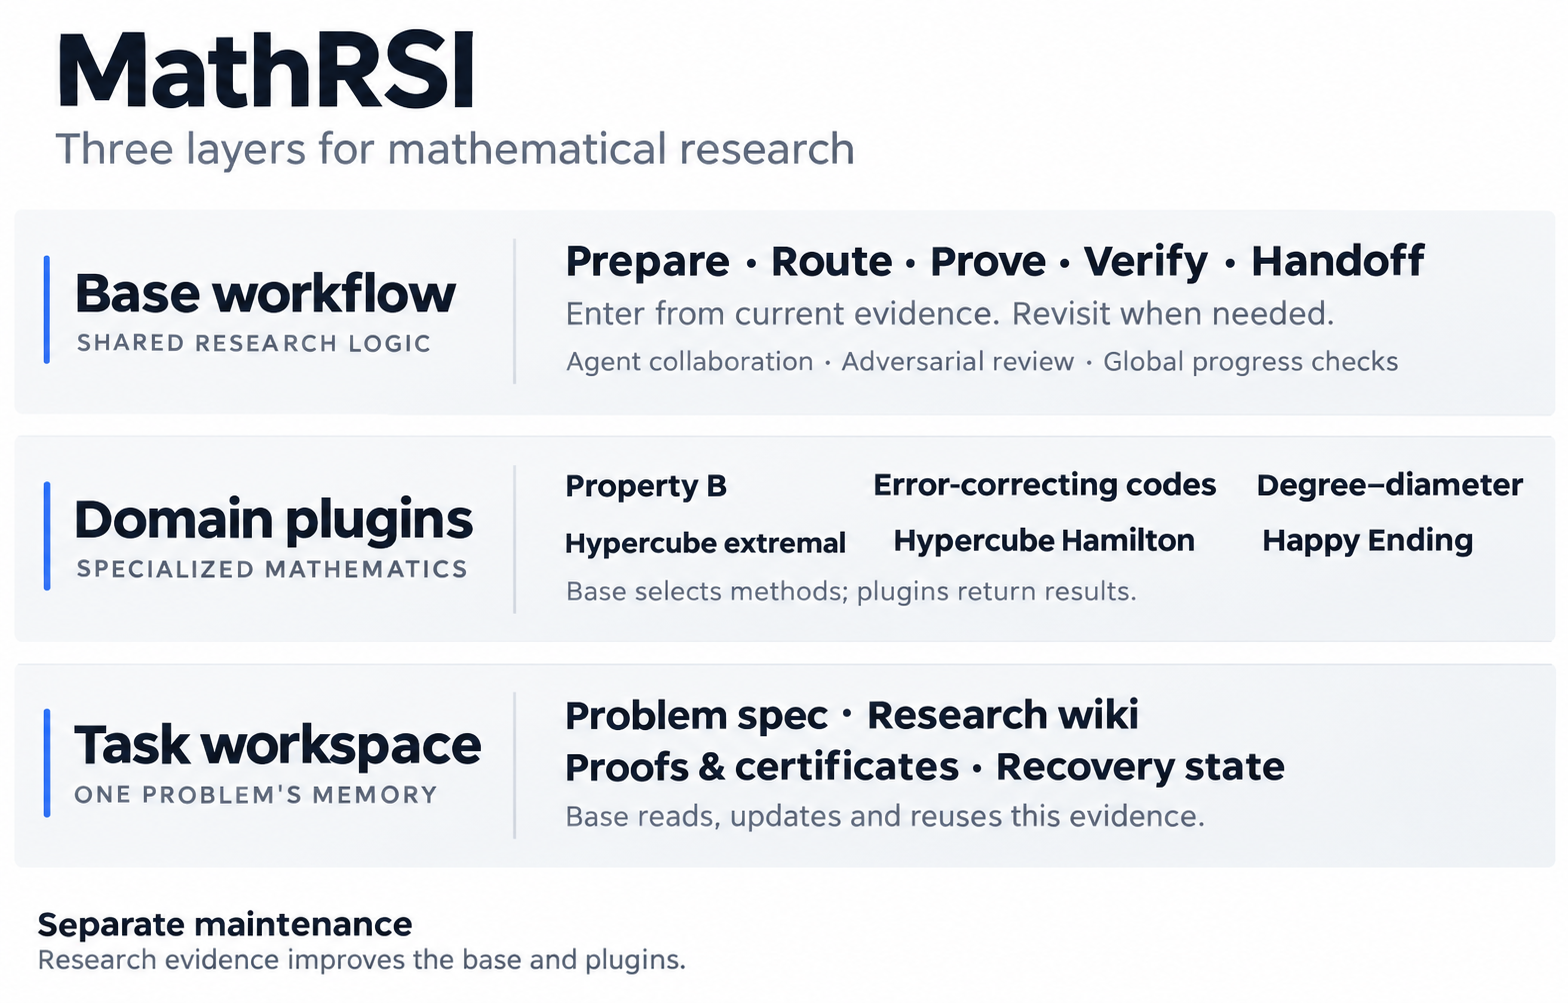 MathRSI
Three layers for mathematical research
Base workflow
SHARED RESEARCH LOGIC
Prepare · Route · Prove · Verify · Handoff
Enter from current evidence. Revisit when needed.
Agent collaboration · Adversarial review · Global progress checks
Domain plugins
SPECIALIZED MATHEMATICS
Property B Error-correcting codes Degree–diameter
Hypercube extremal Hypercube Hamilton Happy Ending
Base selects methods; plugins return results.
Task workspace
ONE PROBLEM'S MEMORY
Problem spec · Research wiki
Proofs & certificates · Recovery state
Base reads, updates and reuses this evidence.
Separate maintenance
Research evidence improves the base and plugins.